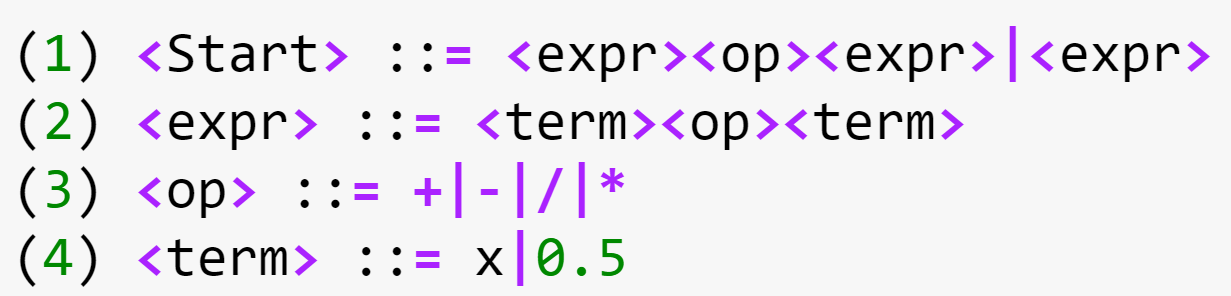 (1) <Start> ::= <expr><op><expr>|<expr>
(2) <expr> ::= <term><op><term>
(3) <op> ::= +|-|/|*
(4) <term> ::= x|0.5